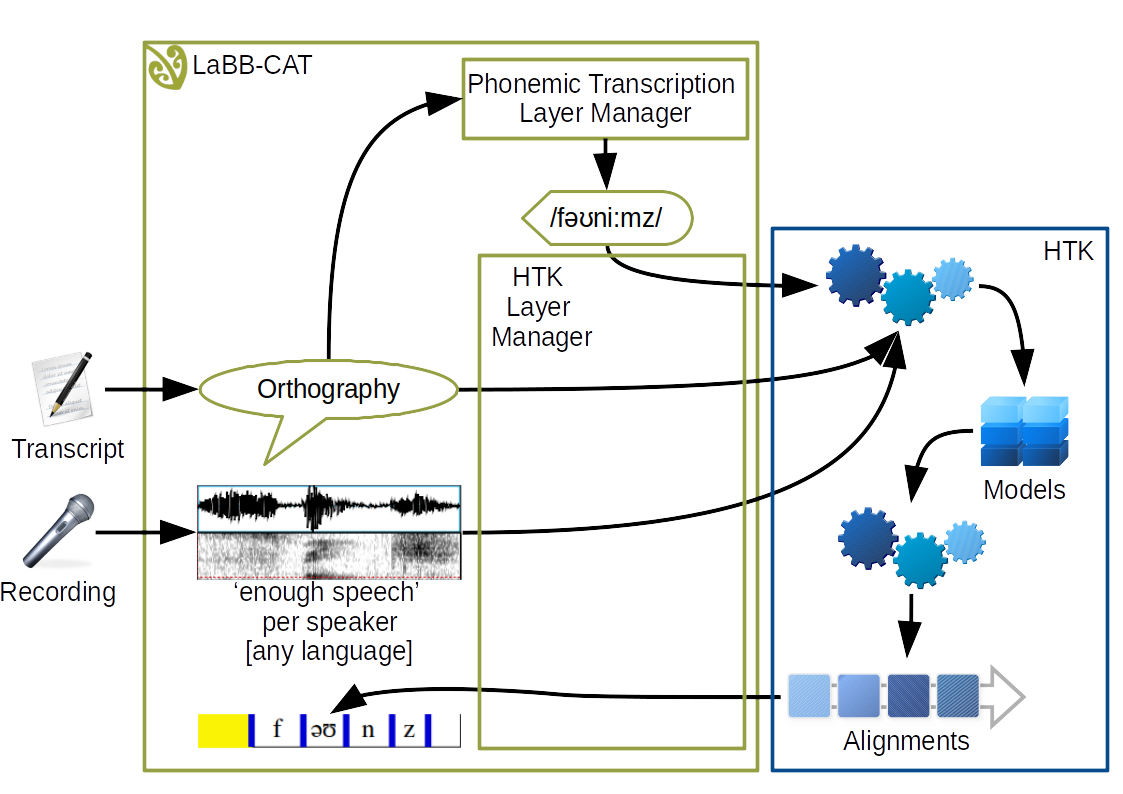 LaBB-CAT
Phonemic Transcription
Layer Manager
/fəʊni:mz/
HTK
Layer
Manager
HTK
Orthography
Transcript
Models
Recording
‘enough speech’
per speaker
[any language]
f əʊ n z
Alignments